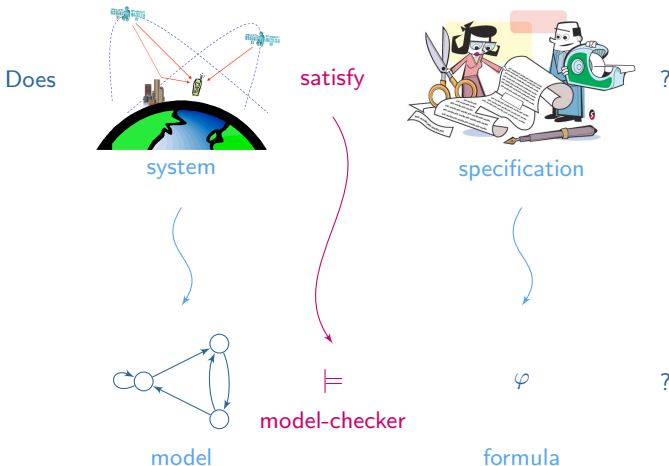 Does satisfy ?
system specification
⊨ φ ?
model-checker
model formula